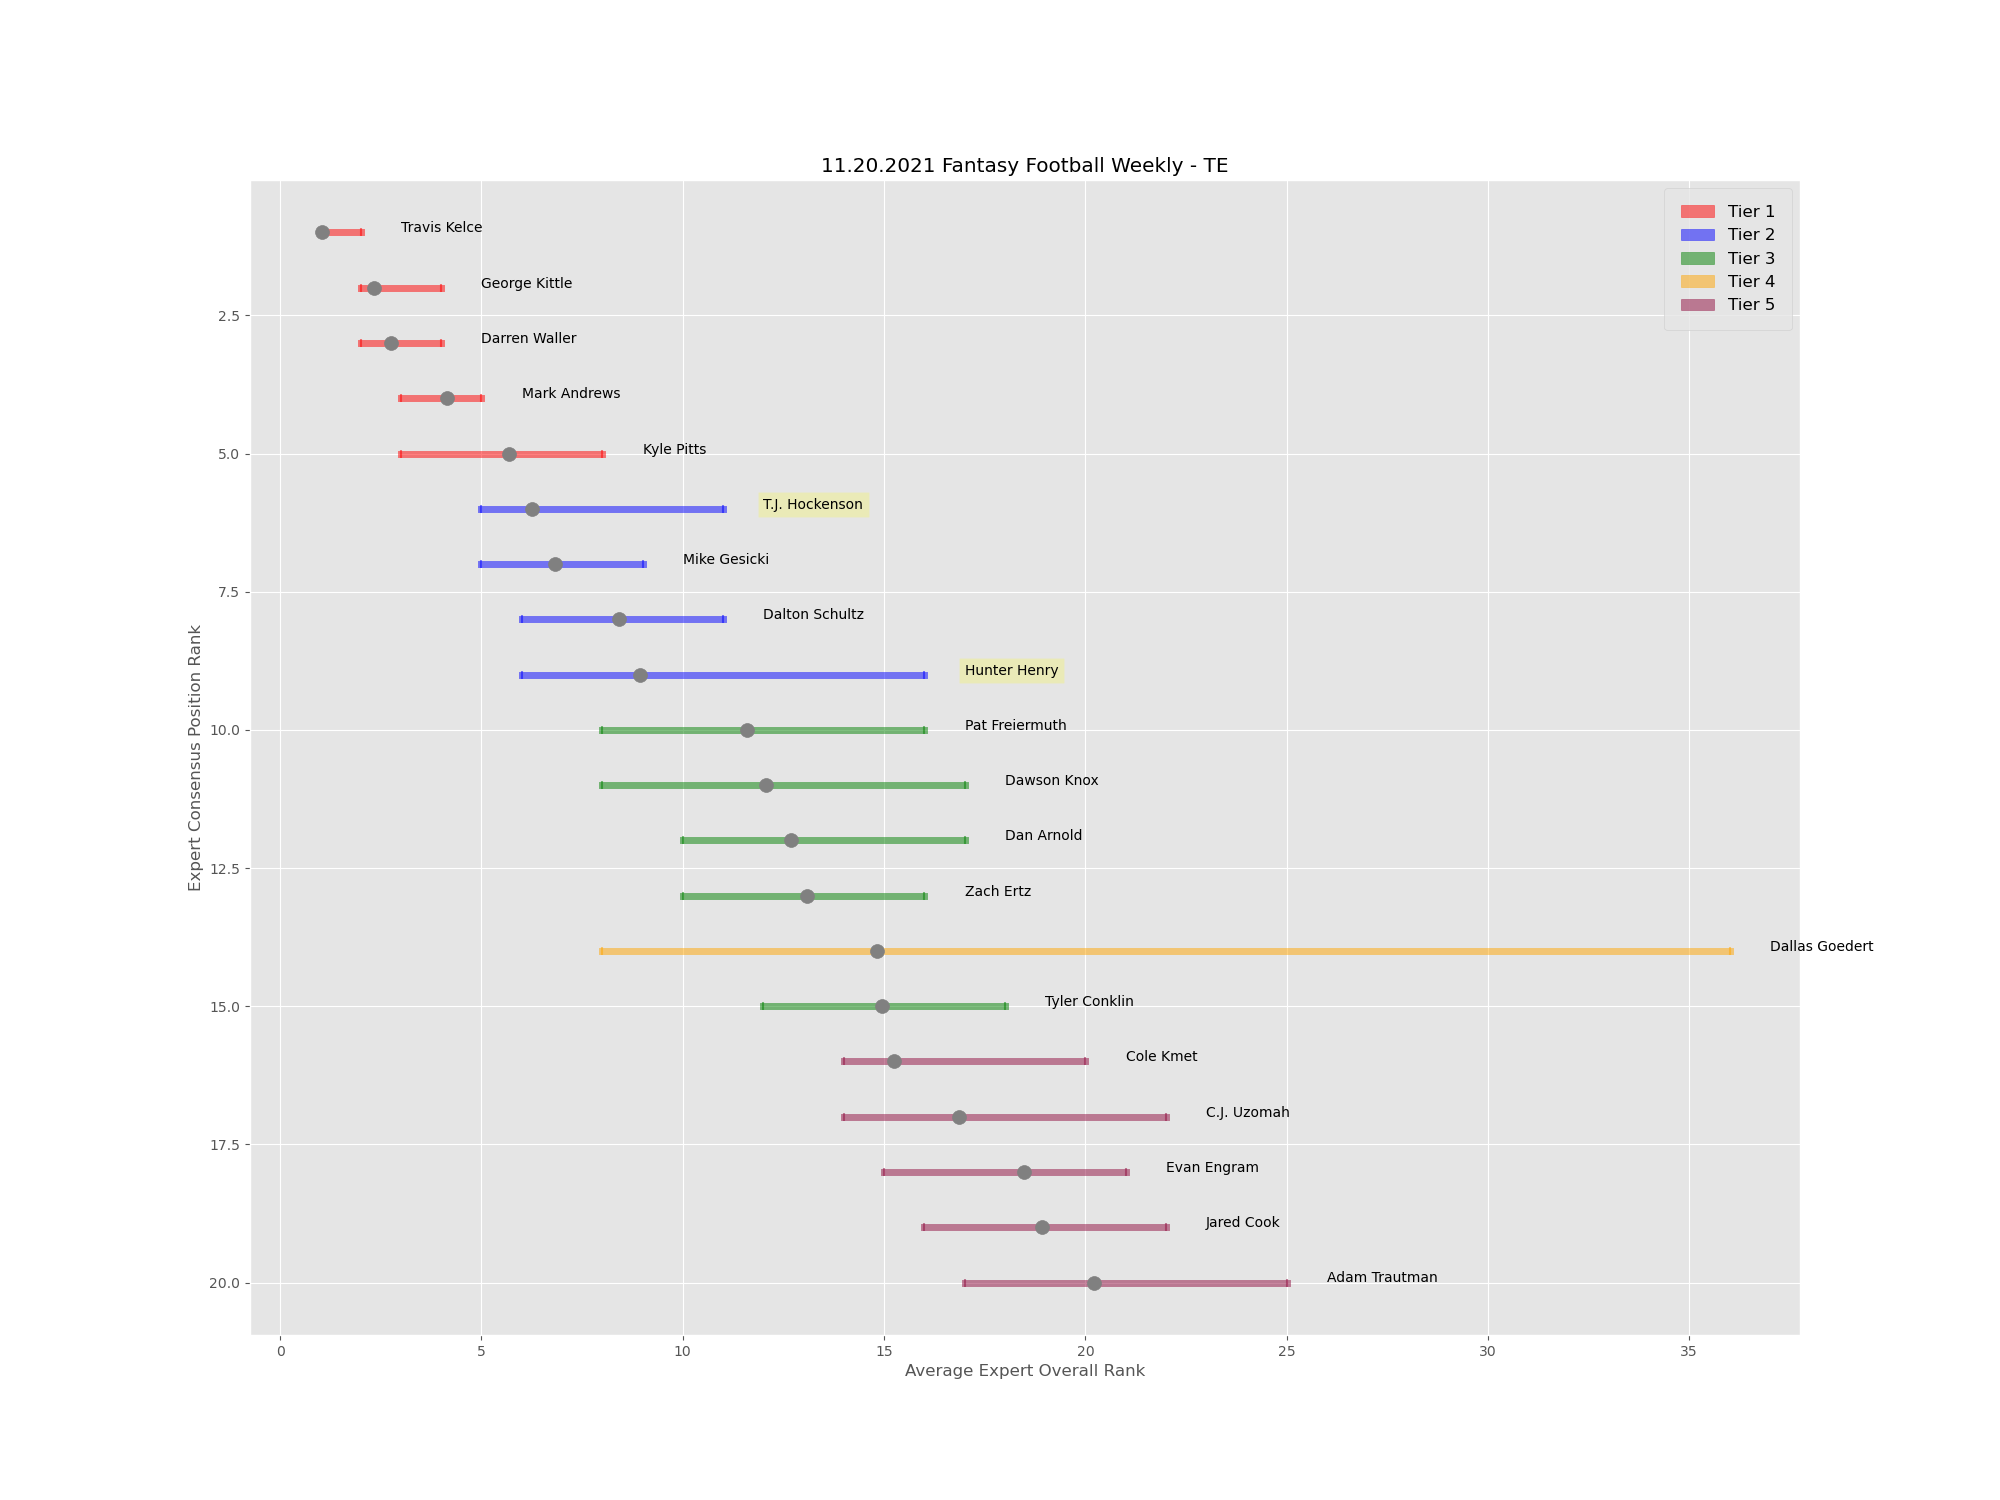 11.20.2021 Fantasy Football Weekly - TE
Tier 1
Tier 2
Tier 3
Tier 4
Tier 5
Travis Kelce
George Kittle
Darren Waller
Mark Andrews
Kyle Pitts
T.J. Hockenson
Mike Gesicki
Dalton Schultz
Hunter Henry
Pat Freiermuth
Dawson Knox
Dan Arnold
Zach Ertz
Dallas Goedert
Tyler Conklin
Cole Kmet
C.J. Uzomah
Evan Engram
Jared Cook
Adam Trautman
Expert Consensus Position Rank
2.5
5.0
7.5
10.0
12.5
15.0
17.5
20.0
0 5 10 15 20 25 30 35
Average Expert Overall Rank